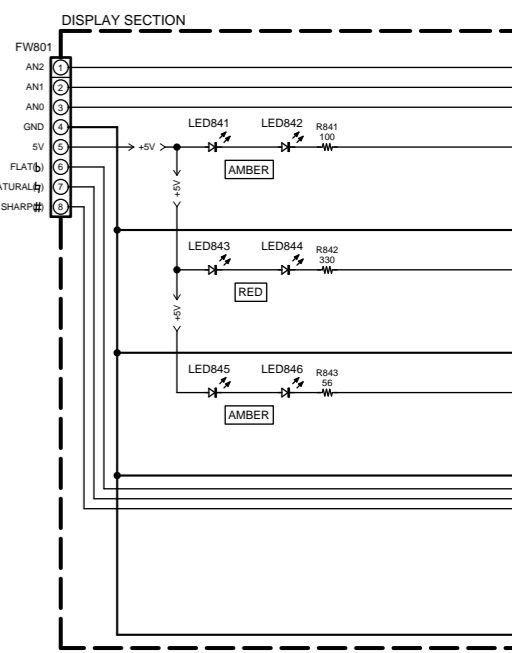 DISPLAY SECTION
FW801
AN2 1
AN1 2
AN0 3
GND 4
5V 5
FLAT(♭) 6
ATURAL(♮) 7
SHARP(#) 8
+5V
LED841
LED842
R841
100
AMBER
+5V
LED843
LED844
R842
330
RED
+5V
LED845
LED846
R843
56
AMBER